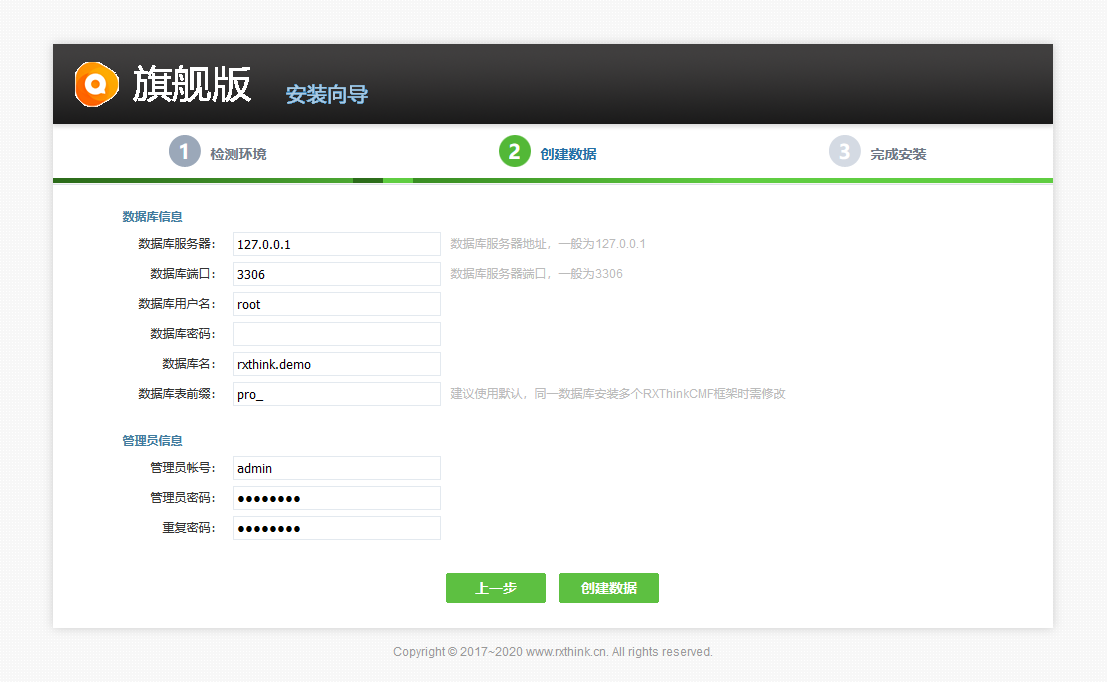 旗舰版 安装向导
1 检测环境 2 创建数据 3 完成安装
数据库信息
数据库服务器： 127.0.0.1 数据库服务器地址，一般为127.0.0.1
数据库端口： 3306 数据库服务器端口，一般为3306
数据库用户名： root
数据库密码：
数据库名： rxthink.demo
数据库表前缀： pro_ 建议使用默认，同一数据库安装多个RXThinkCMF框架时需修改
管理员信息
管理员帐号： admin
管理员密码： ●●●●●●●●
重复密码： ●●●●●●●●
上一步 创建数据
Copyright © 2017~2020 www.rxthink.cn. All rights reserved.